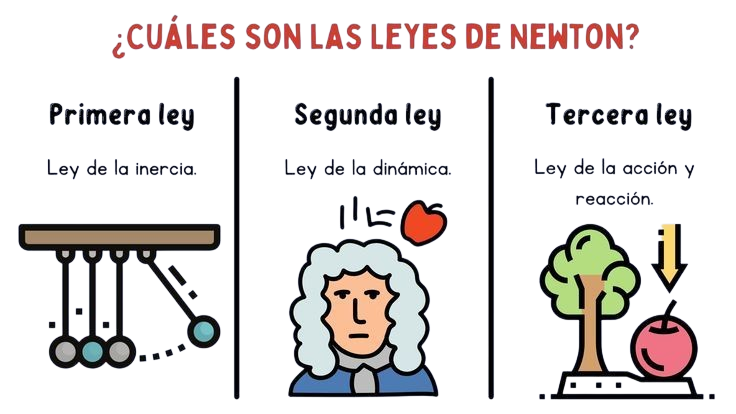 ¿CUÁLES SON LAS LEYES DE NEWTON?
Primera ley
Ley de la inercia.
Segunda ley
Ley de la dinámica.
Tercera ley
Ley de la acción y
reacción.